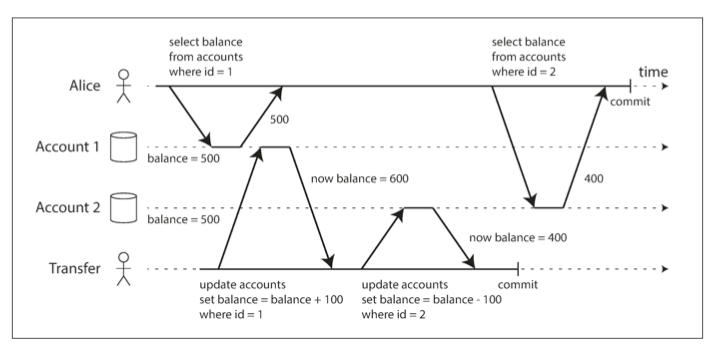 select balance
from accounts
where id = 1
select balance
from accounts
where id = 2
time
Alice
commit
500
Account 1
balance = 500
now balance = 600
400
Account 2
balance = 500
now balance = 400
Transfer
update accounts
set balance = balance + 100
where id = 1
update accounts
set balance = balance - 100
where id = 2
commit